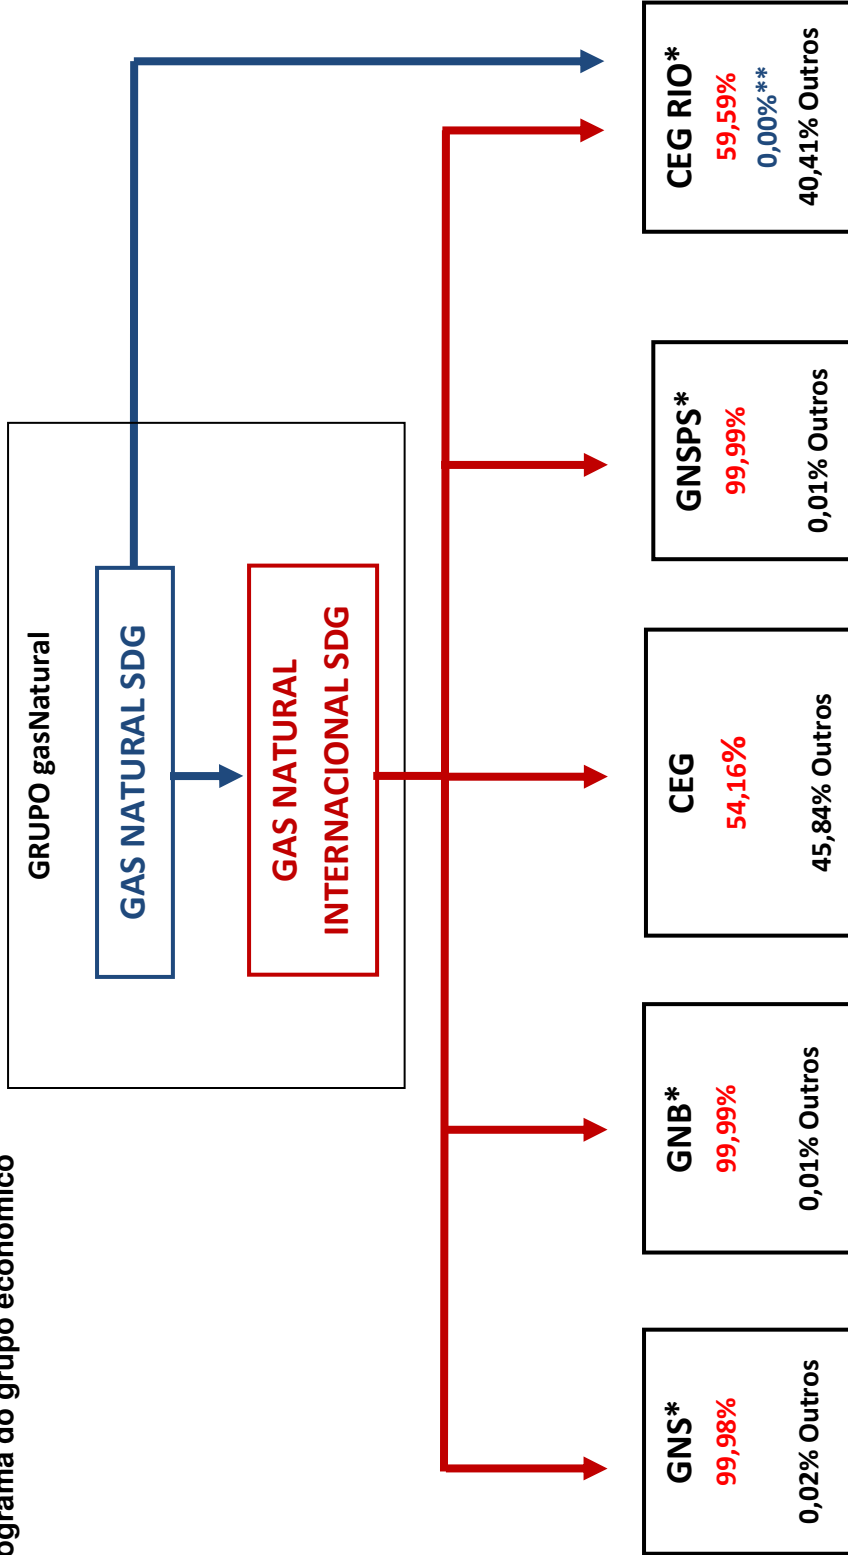 do grupo econômico
GRUPO gasNatural
GAS NATURAL SDG
GAS NATURAL
INTERNACIONAL SDG
GNS*
99,98%
0,02% Outros
GNB*
99,99%
0,01% Outros
CEG
54,16%
45,84% Outros
GNSPS*
99,99%
0,01% Outros
CEG RIO*
59,59%
0,00%**
40,41% Outros